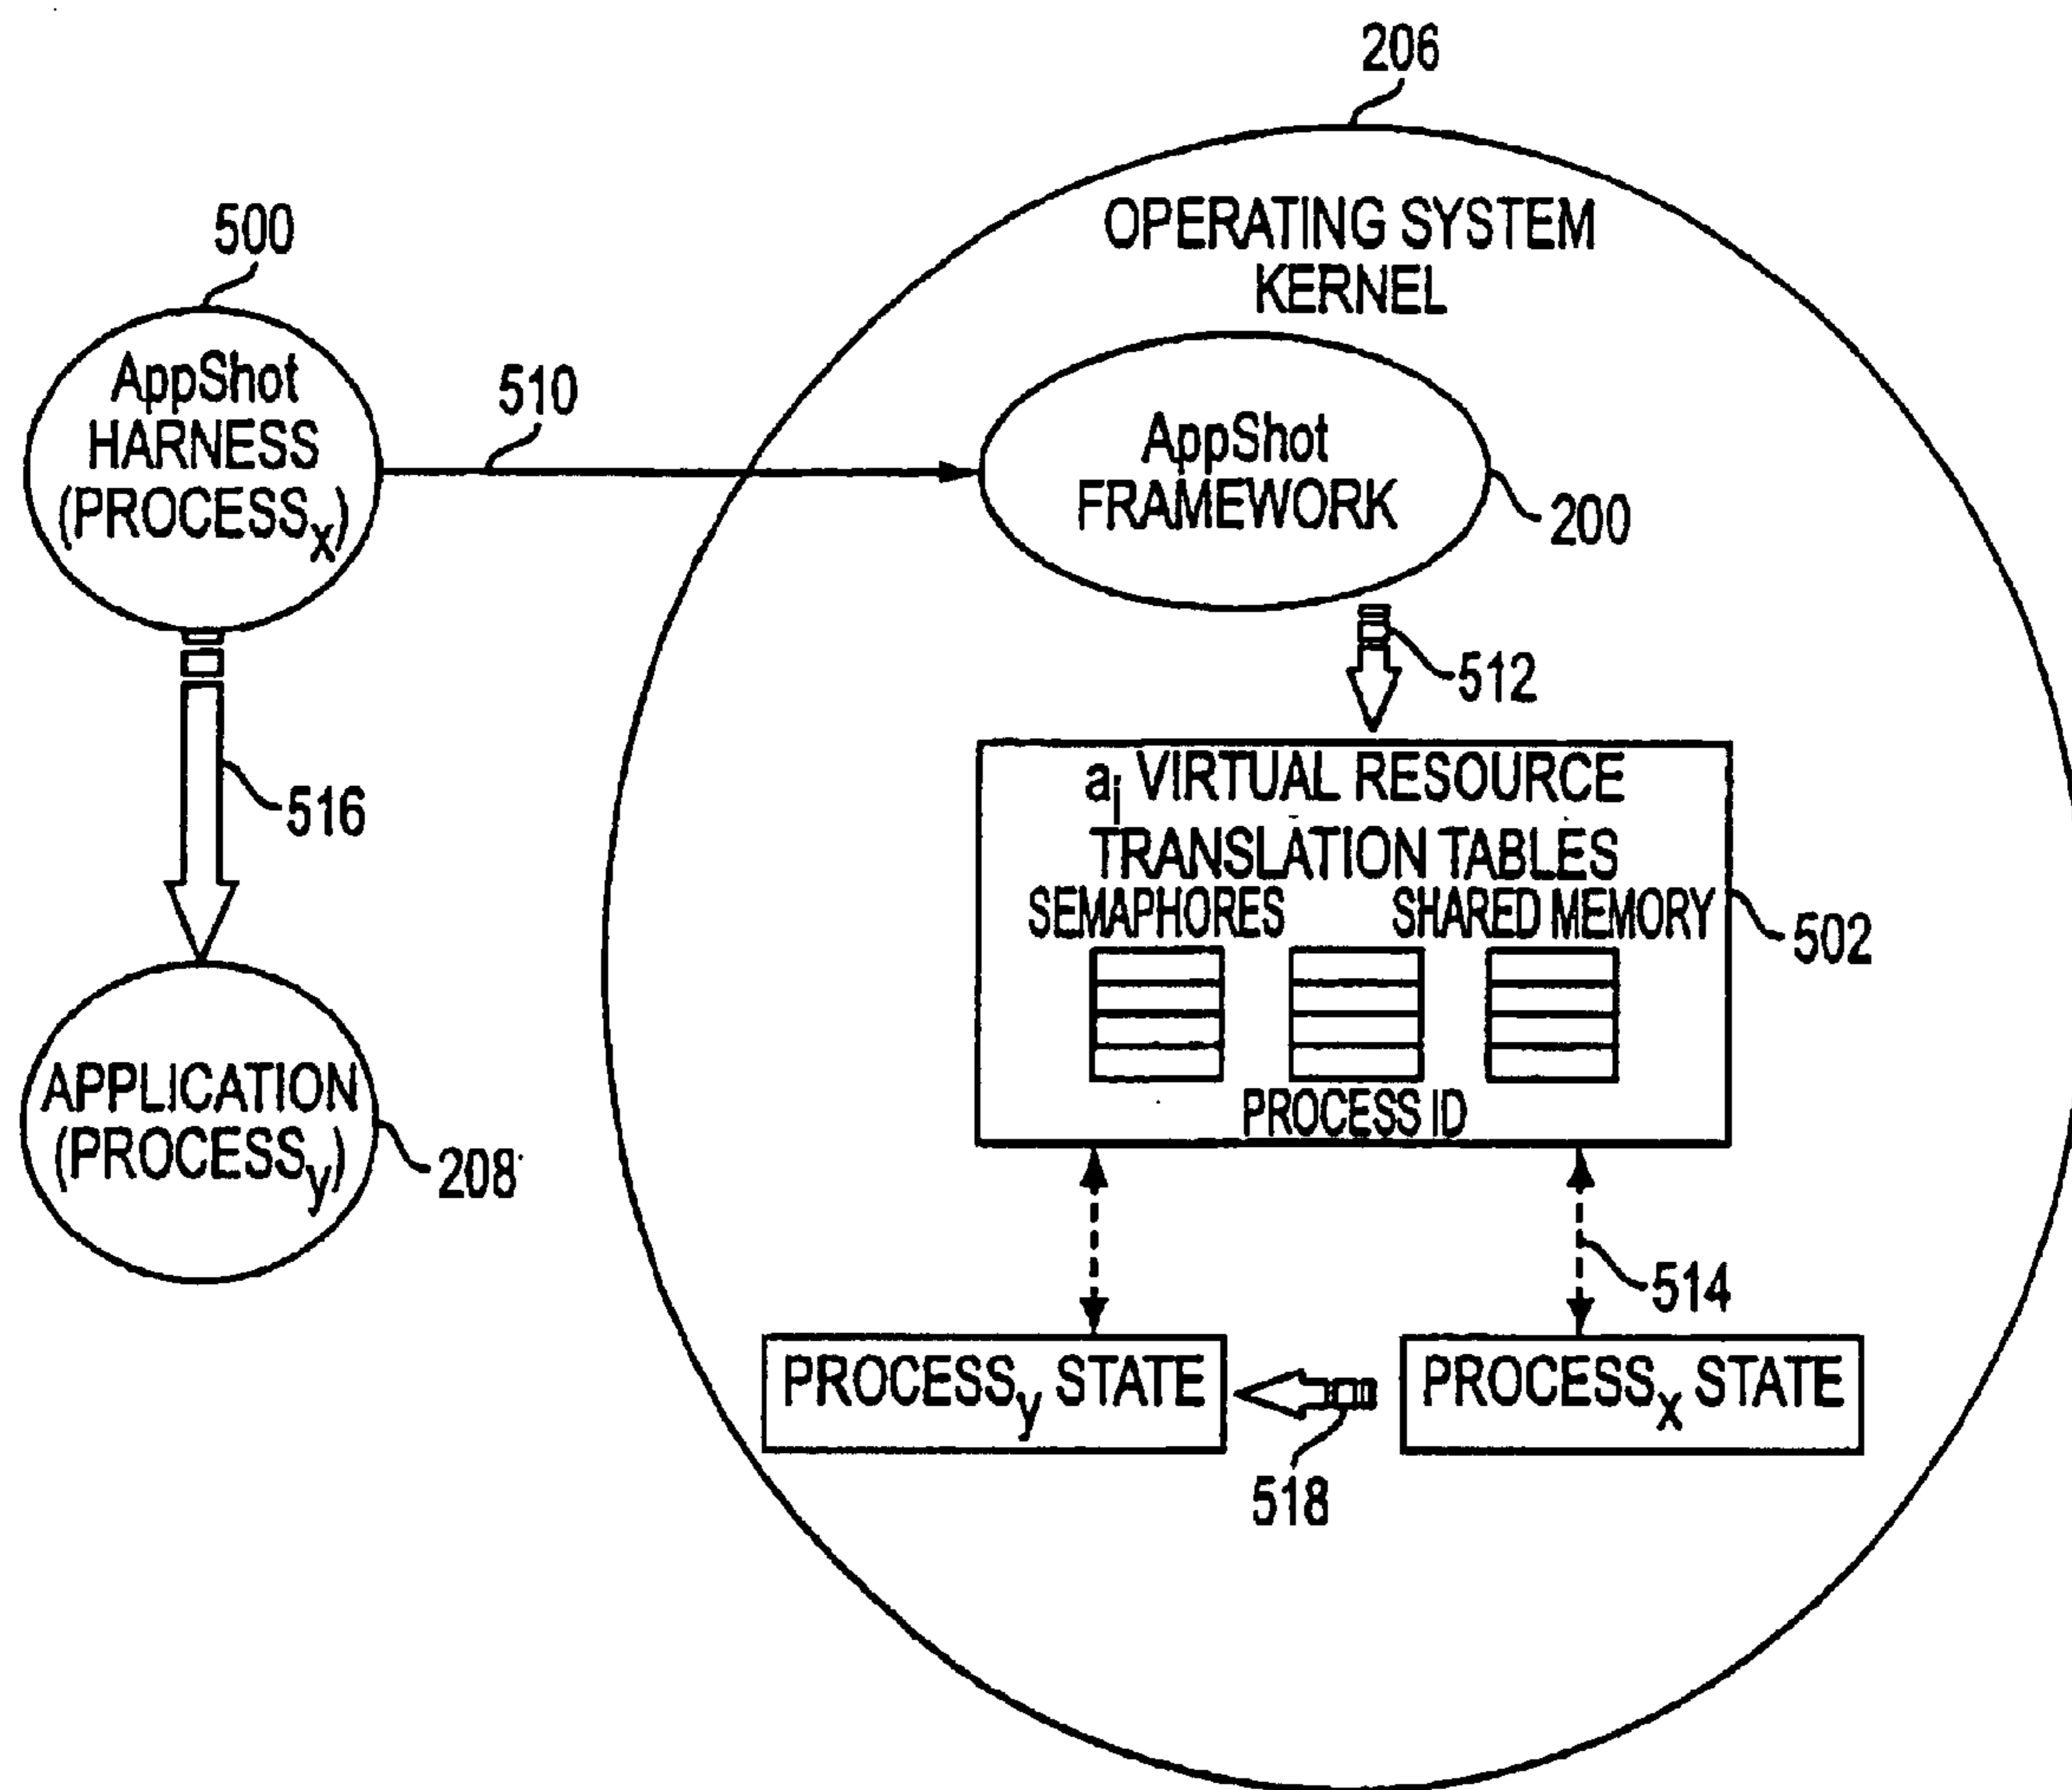 206
500
OPERATING SYSTEM
KERNEL
AppShot
HARNESS
(PROCESSx)
510
AppShot
FRAMEWORK
200
512
516
ai VIRTUAL RESOURCE
TRANSLATION TABLES
SEMAPHORES SHARED MEMORY
502
PROCESS ID
APPLICATION
(PROCESSy)
208
514
PROCESSy STATE
PROCESSx STATE
518